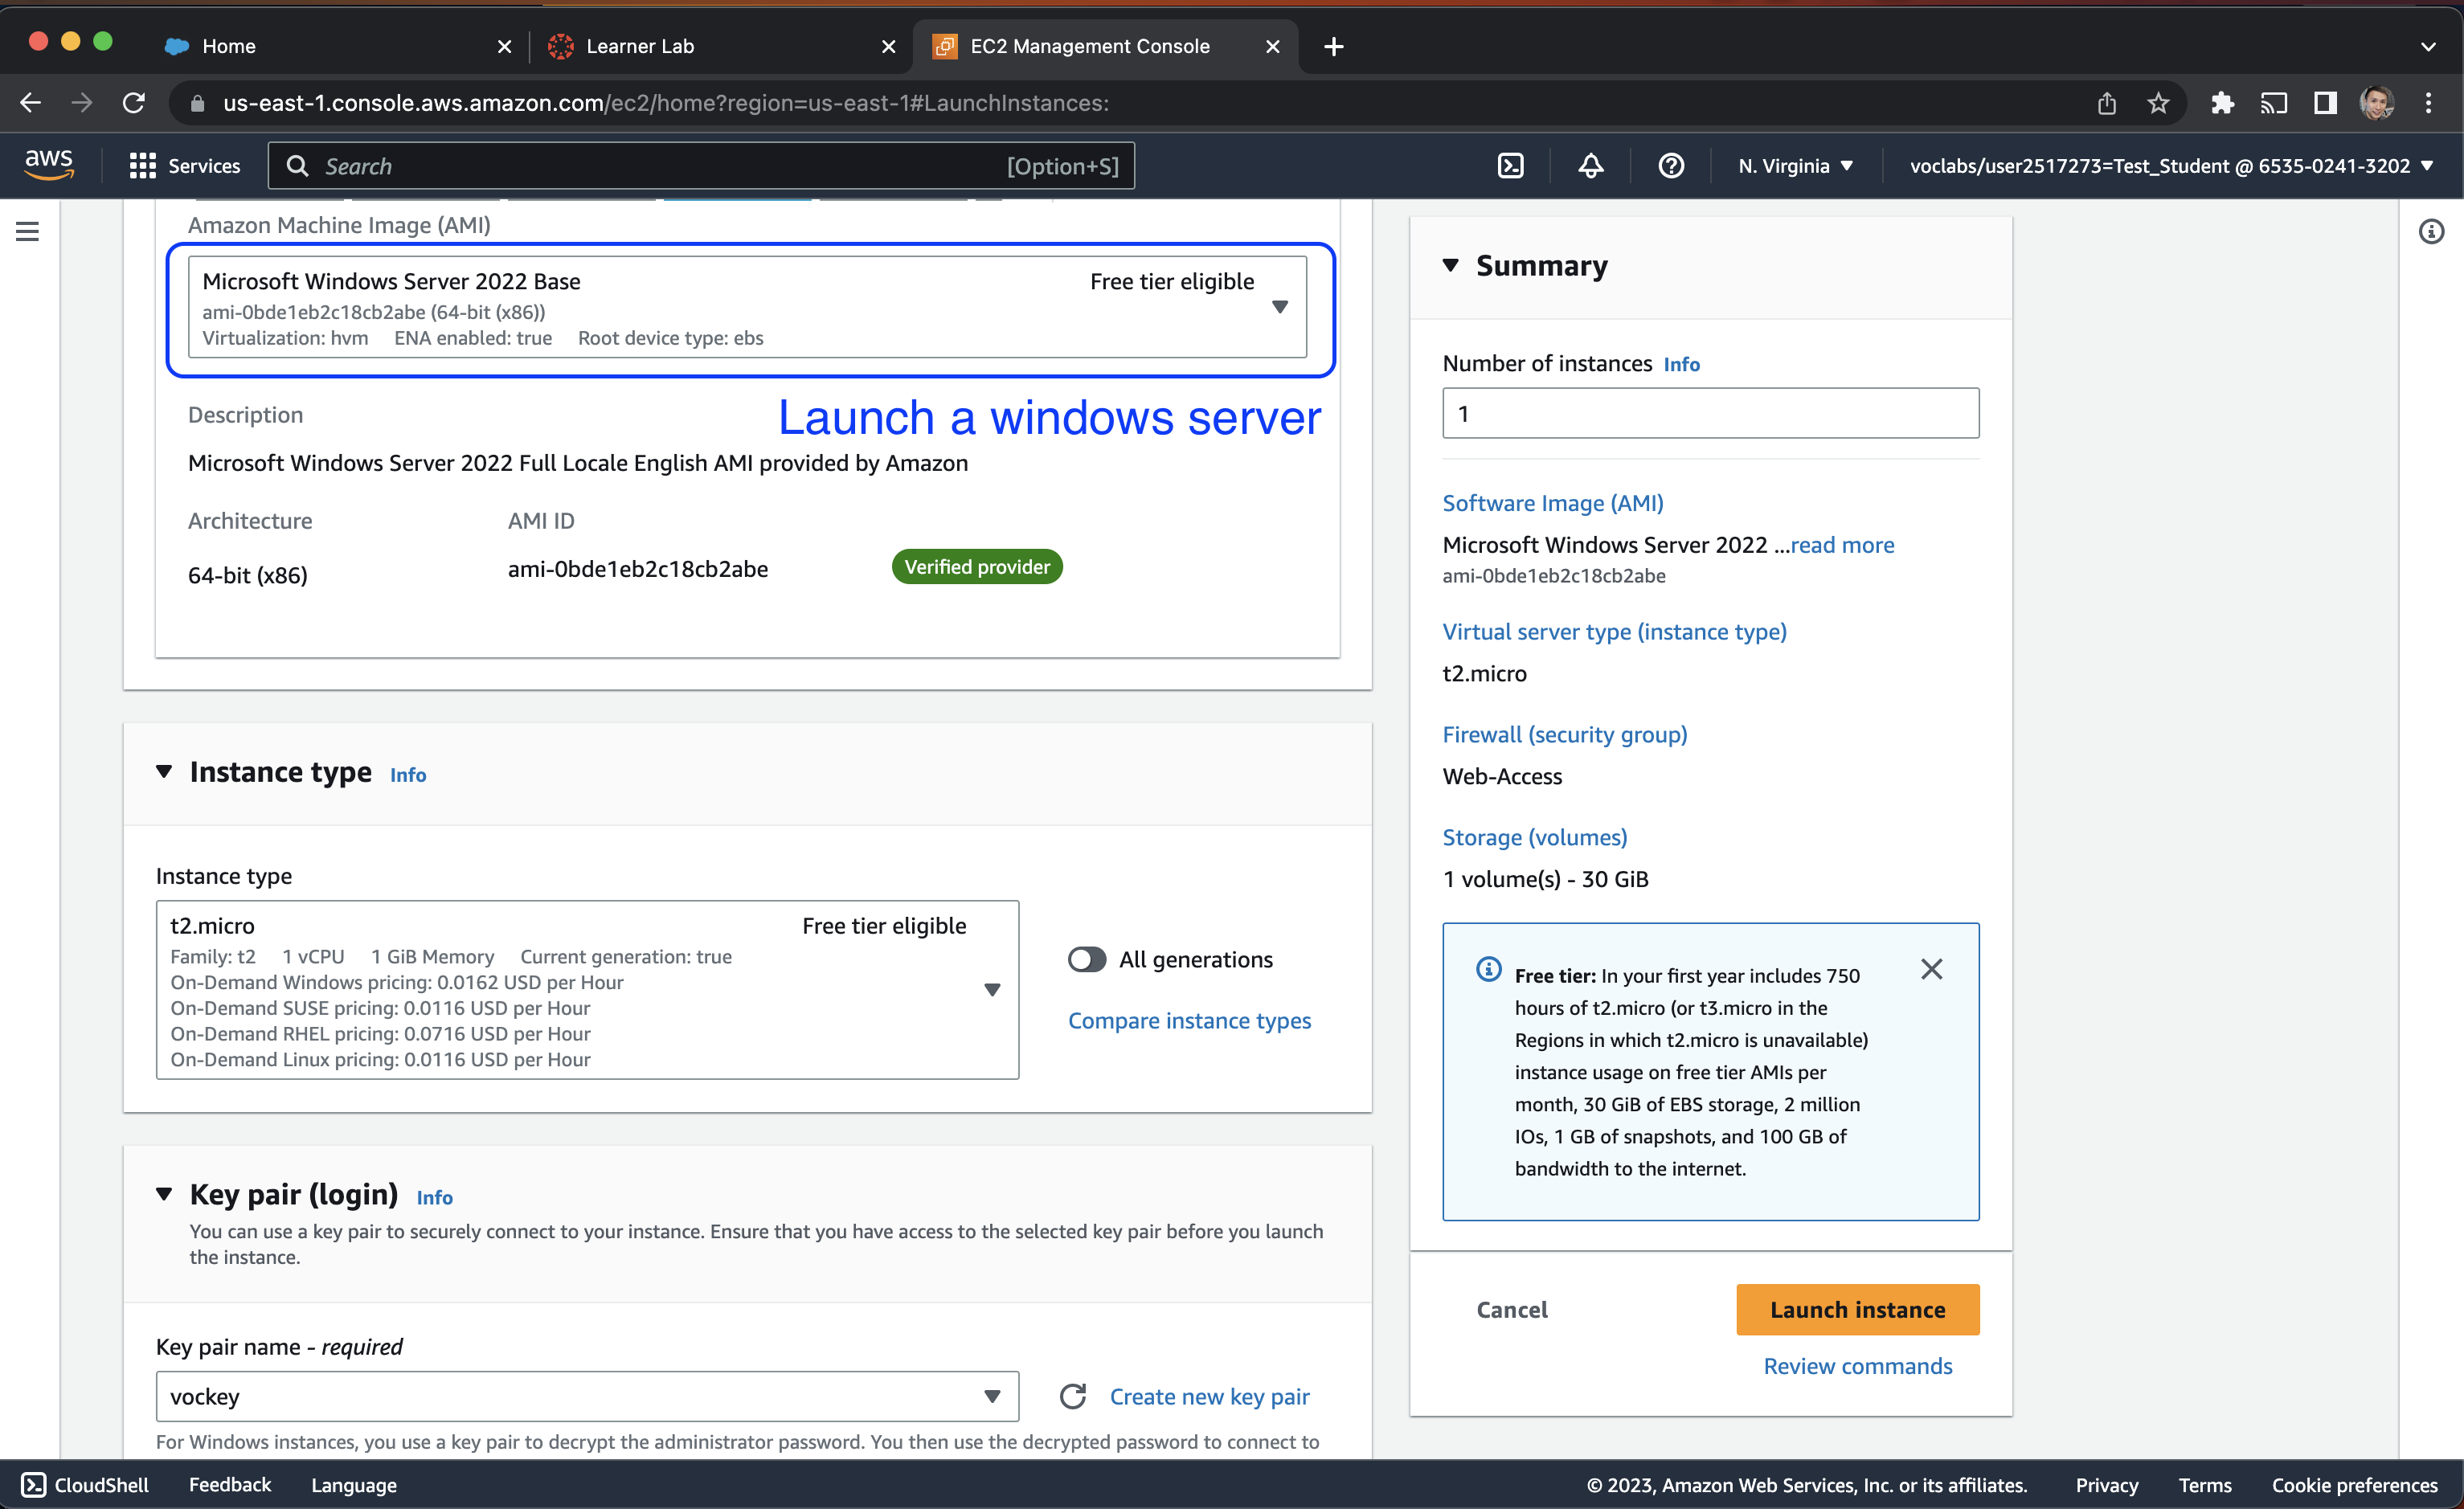 Home
Learner Lab
EC2 Management Console
us-east-1.console.aws.amazon.com/ec2/home?region=us-east-1#LaunchInstances:
aws
Services
Search
[Option+S]
N. Virginia
voclabs/user2517273=Test_Student @ 6535-0241-3202
Amazon Machine Image (AMI)
Microsoft Windows Server 2022 Base
Free tier eligible
ami-0bde1eb2c18cb2abe (64-bit (x86))
Virtualization: hvm ENA enabled: true Root device type: ebs
Description
Launch a windows server
Microsoft Windows Server 2022 Full Locale English AMI provided by Amazon
Architecture
AMI ID
64-bit (x86)
ami-0bde1eb2c18cb2abe
Verified provider
Instance type Info
Instance type
t2.micro
Free tier eligible
Family: t2 1 vCPU 1 GiB Memory Current generation: true
On-Demand Windows pricing: 0.0162 USD per Hour
On-Demand SUSE pricing: 0.0116 USD per Hour
On-Demand RHEL pricing: 0.0716 USD per Hour
On-Demand Linux pricing: 0.0116 USD per Hour
All generations
Compare instance types
Key pair (login) Info
You can use a key pair to securely connect to your instance. Ensure that you have access to the selected key pair before you launch
the instance.
Key pair name - required
vockey
Create new key pair
For Windows instances, you use a key pair to decrypt the administrator password. You then use the decrypted password to connect to
Summary
Number of instances Info
1
Software Image (AMI)
Microsoft Windows Server 2022 ...read more
ami-0bde1eb2c18cb2abe
Virtual server type (instance type)
t2.micro
Firewall (security group)
Web-Access
Storage (volumes)
1 volume(s) - 30 GiB
Free tier: In your first year includes 750
hours of t2.micro (or t3.micro in the
Regions in which t2.micro is unavailable)
instance usage on free tier AMIs per
month, 30 GiB of EBS storage, 2 million
IOs, 1 GB of snapshots, and 100 GB of
bandwidth to the internet.
Cancel
Launch instance
Review commands
CloudShell
Feedback
Language
© 2023, Amazon Web Services, Inc. or its affiliates.
Privacy
Terms
Cookie preferences